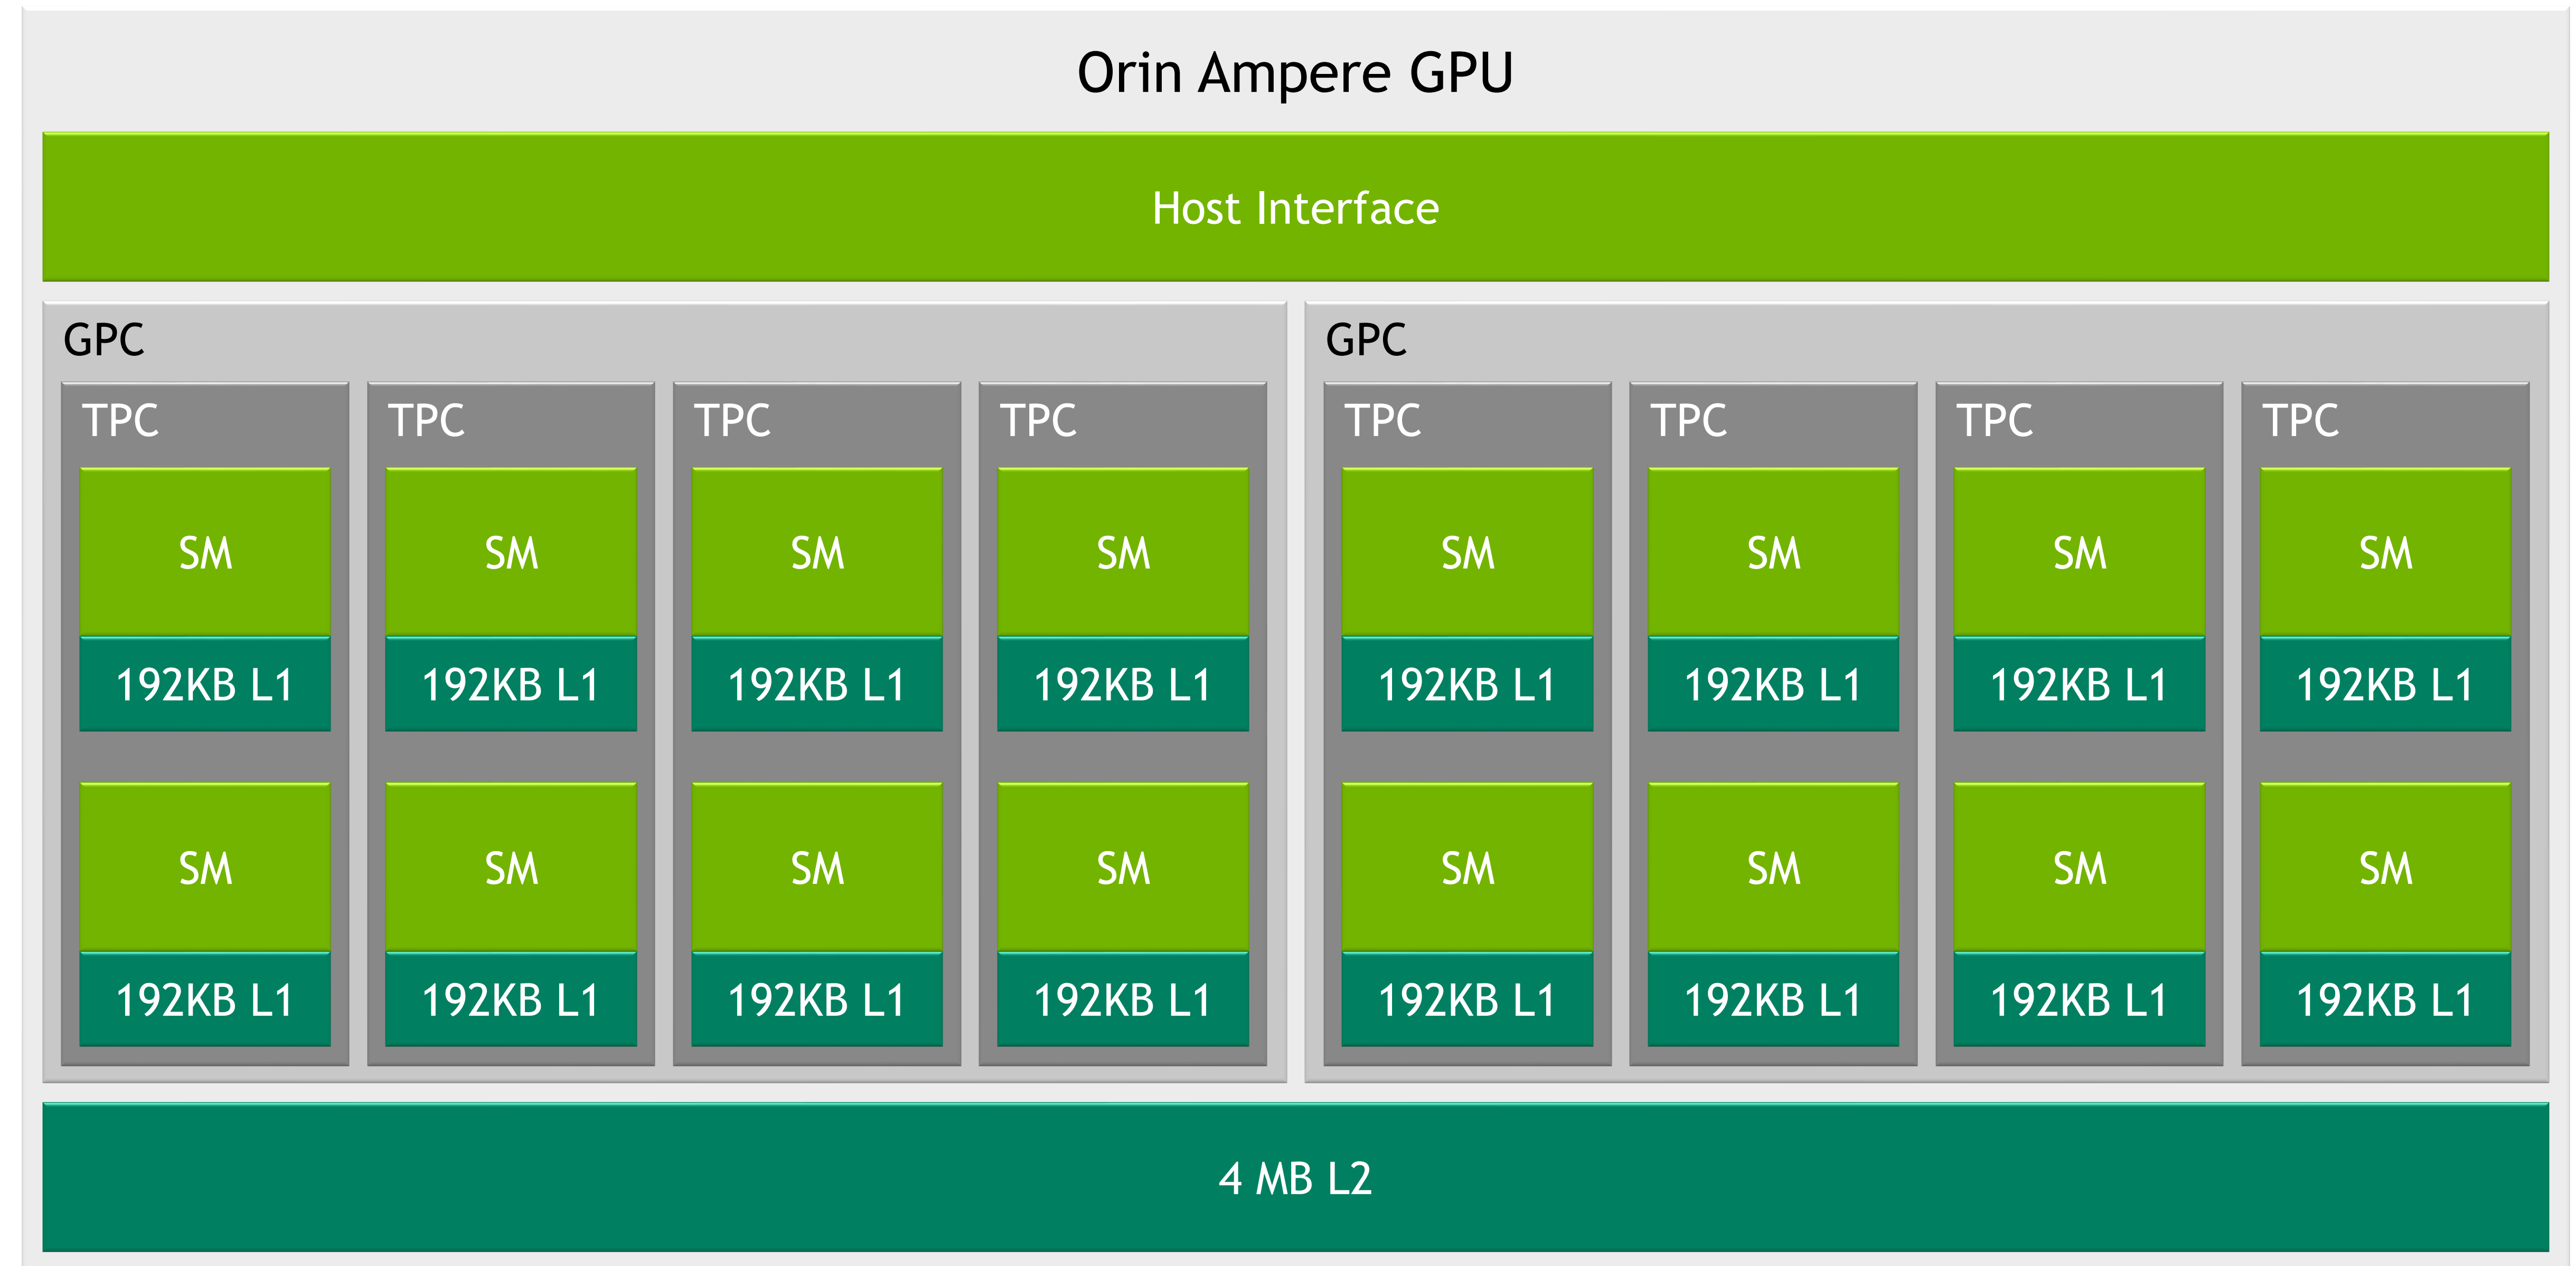 Orin Ampere GPU
Host Interface
GPC
TPC TPC TPC TPC
SM SM SM SM
192KB L1 192KB L1 192KB L1 192KB L1
SM SM SM SM
192KB L1 192KB L1 192KB L1 192KB L1
GPC
TPC TPC TPC TPC
SM SM SM SM
192KB L1 192KB L1 192KB L1 192KB L1
SM SM SM SM
192KB L1 192KB L1 192KB L1 192KB L1
4 MB L2